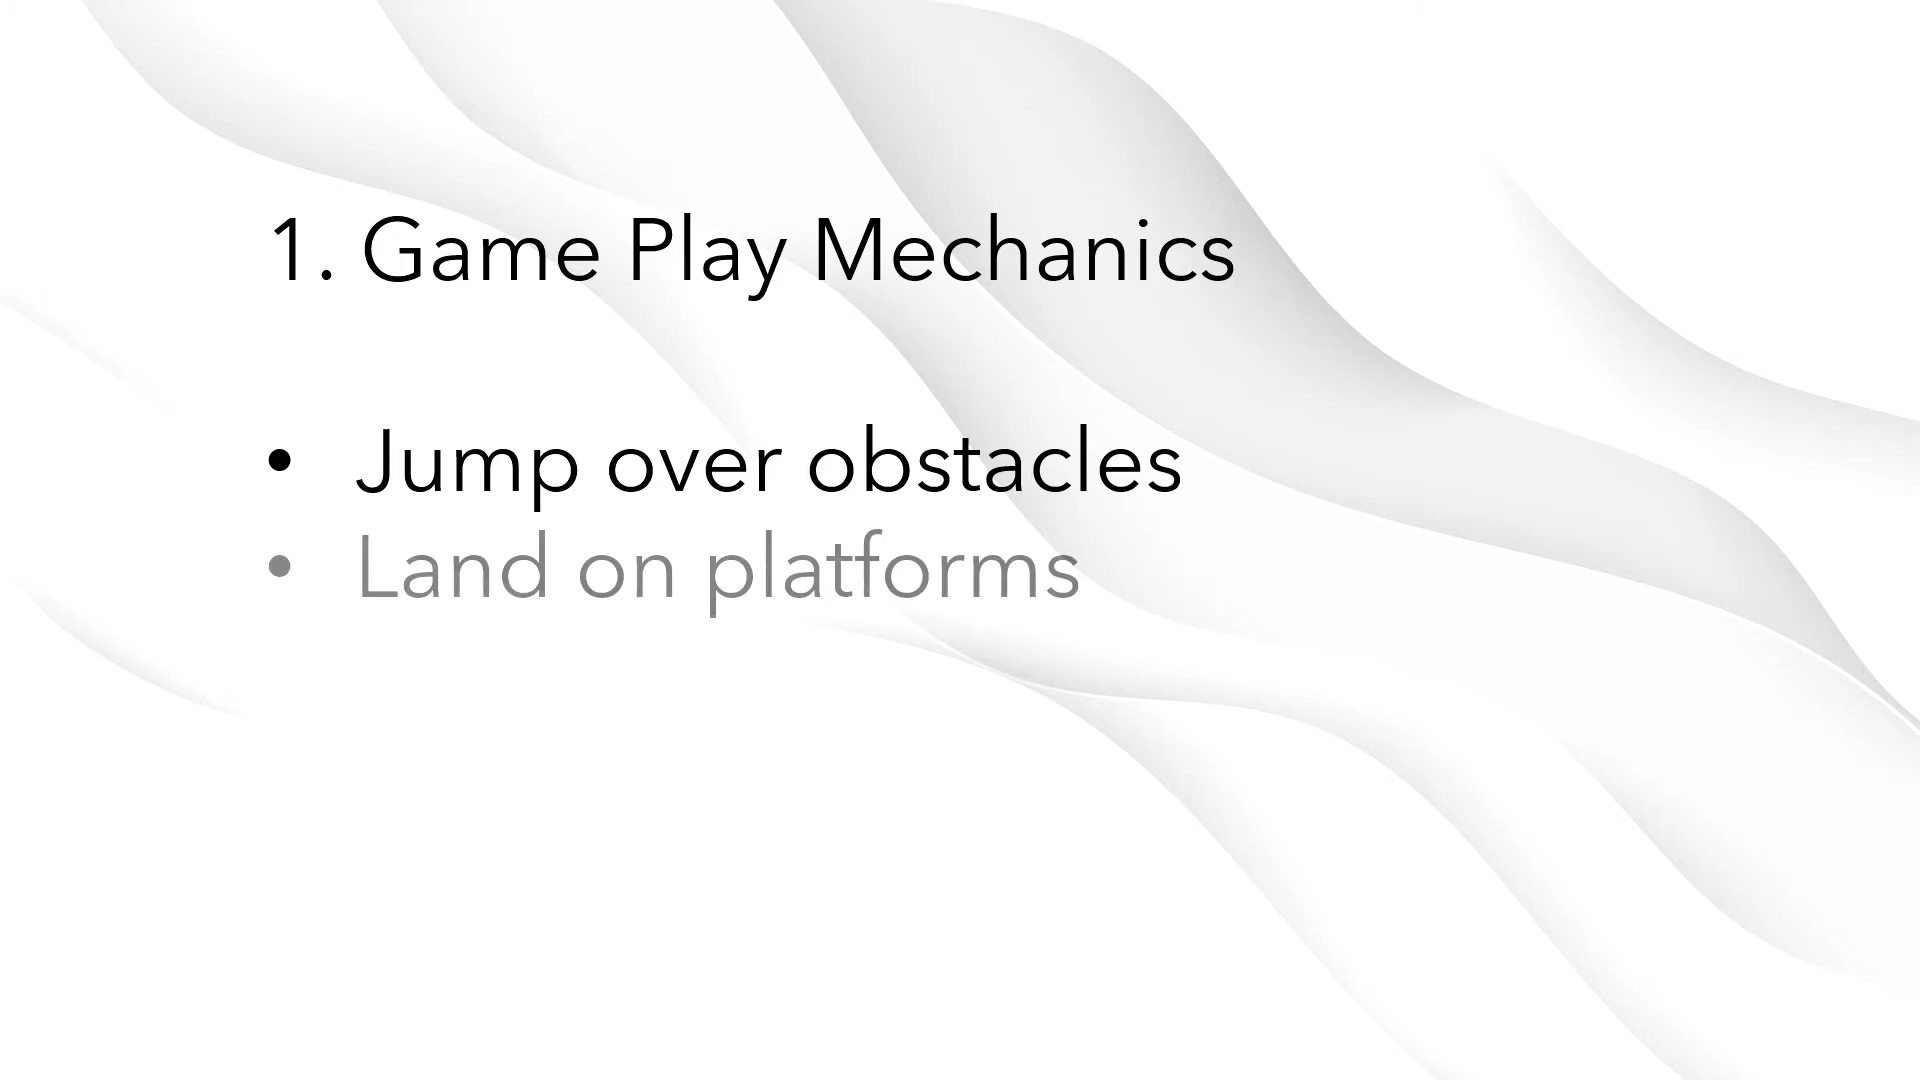 1. Game Play Mechanics
• Jump over obstacles
• Land on platforms